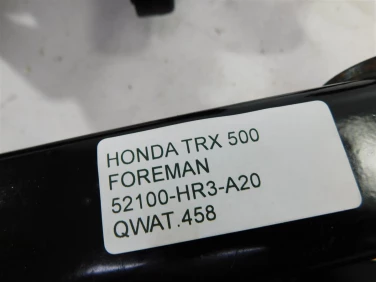 HONDA TRX 500
FOREMAN
52100-HR3-A20
QWAT.458